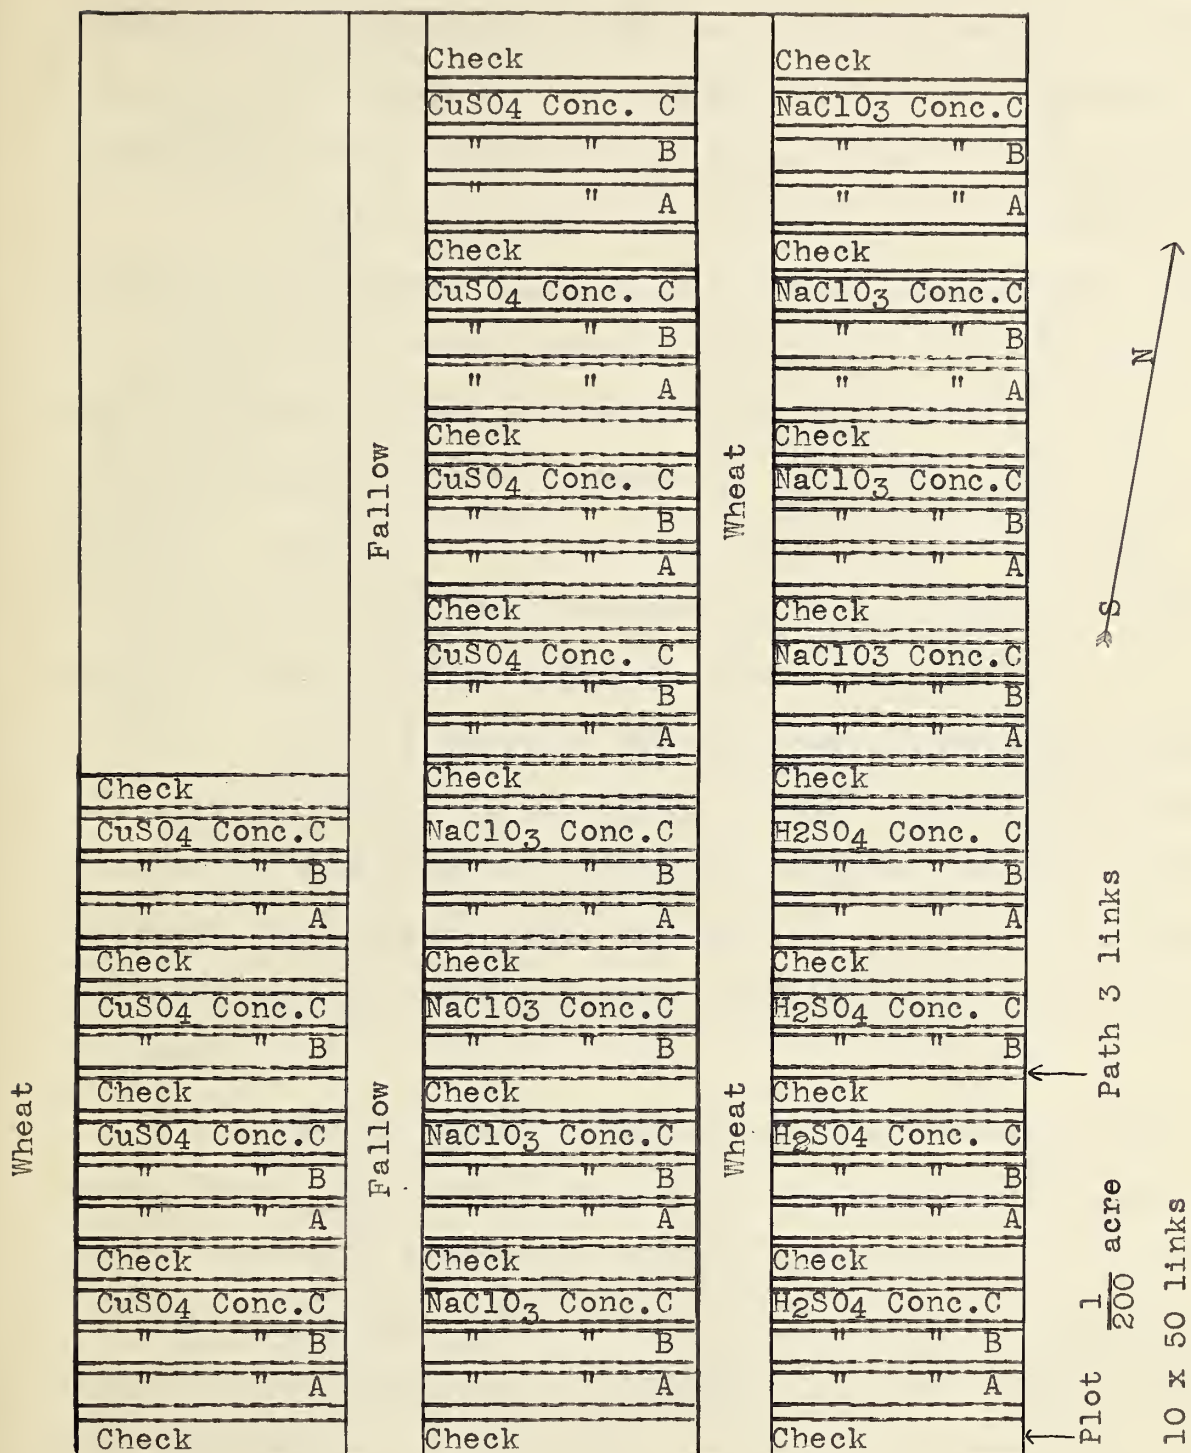 Check
CuSO4 Conc.C
" " B
" " A
Check
CuSO4 Conc.C
" " B
Check
CuSO4 Conc.C
" " B
" " A
Check
CuSO4 Conc.C
" " B
" " A
Check
Wheat
Fallow
Fallow
Check
CuSO4 Conc. C
" " B
" " A
Check
CuSO4 Conc. C
" " B
" " A
Check
CuSO4 Conc. C
" " B
" " A
Check
CuSO4 Conc. C
" " B
" " A
Check
NaClO3 Conc.C
" " B
" " A
Check
NaClO3 Conc.C
" " B
Check
NaClO3 Conc.C
" " B
" " A
Check
NaClO3 Conc.C
" " B
" " A
Check
Wheat
Wheat
Check
NaClO3 Conc.C
" " B
" " A
Check
NaClO3 Conc.C
" " B
" " A
Check
NaClO3 Conc.C
" " B
" " A
Check
NaClO3 Conc.C
" " B
" " A
Check
H2SO4 Conc. C
" " B
" " A
Check
H2SO4 Conc. C
" " B
Check
H2SO4 Conc. C
" " B
" " A
Check
H2SO4 Conc.C
" " B
" " A
Check
N
S
Path 3 links
Plot 1/200 acre
10 x 50 links